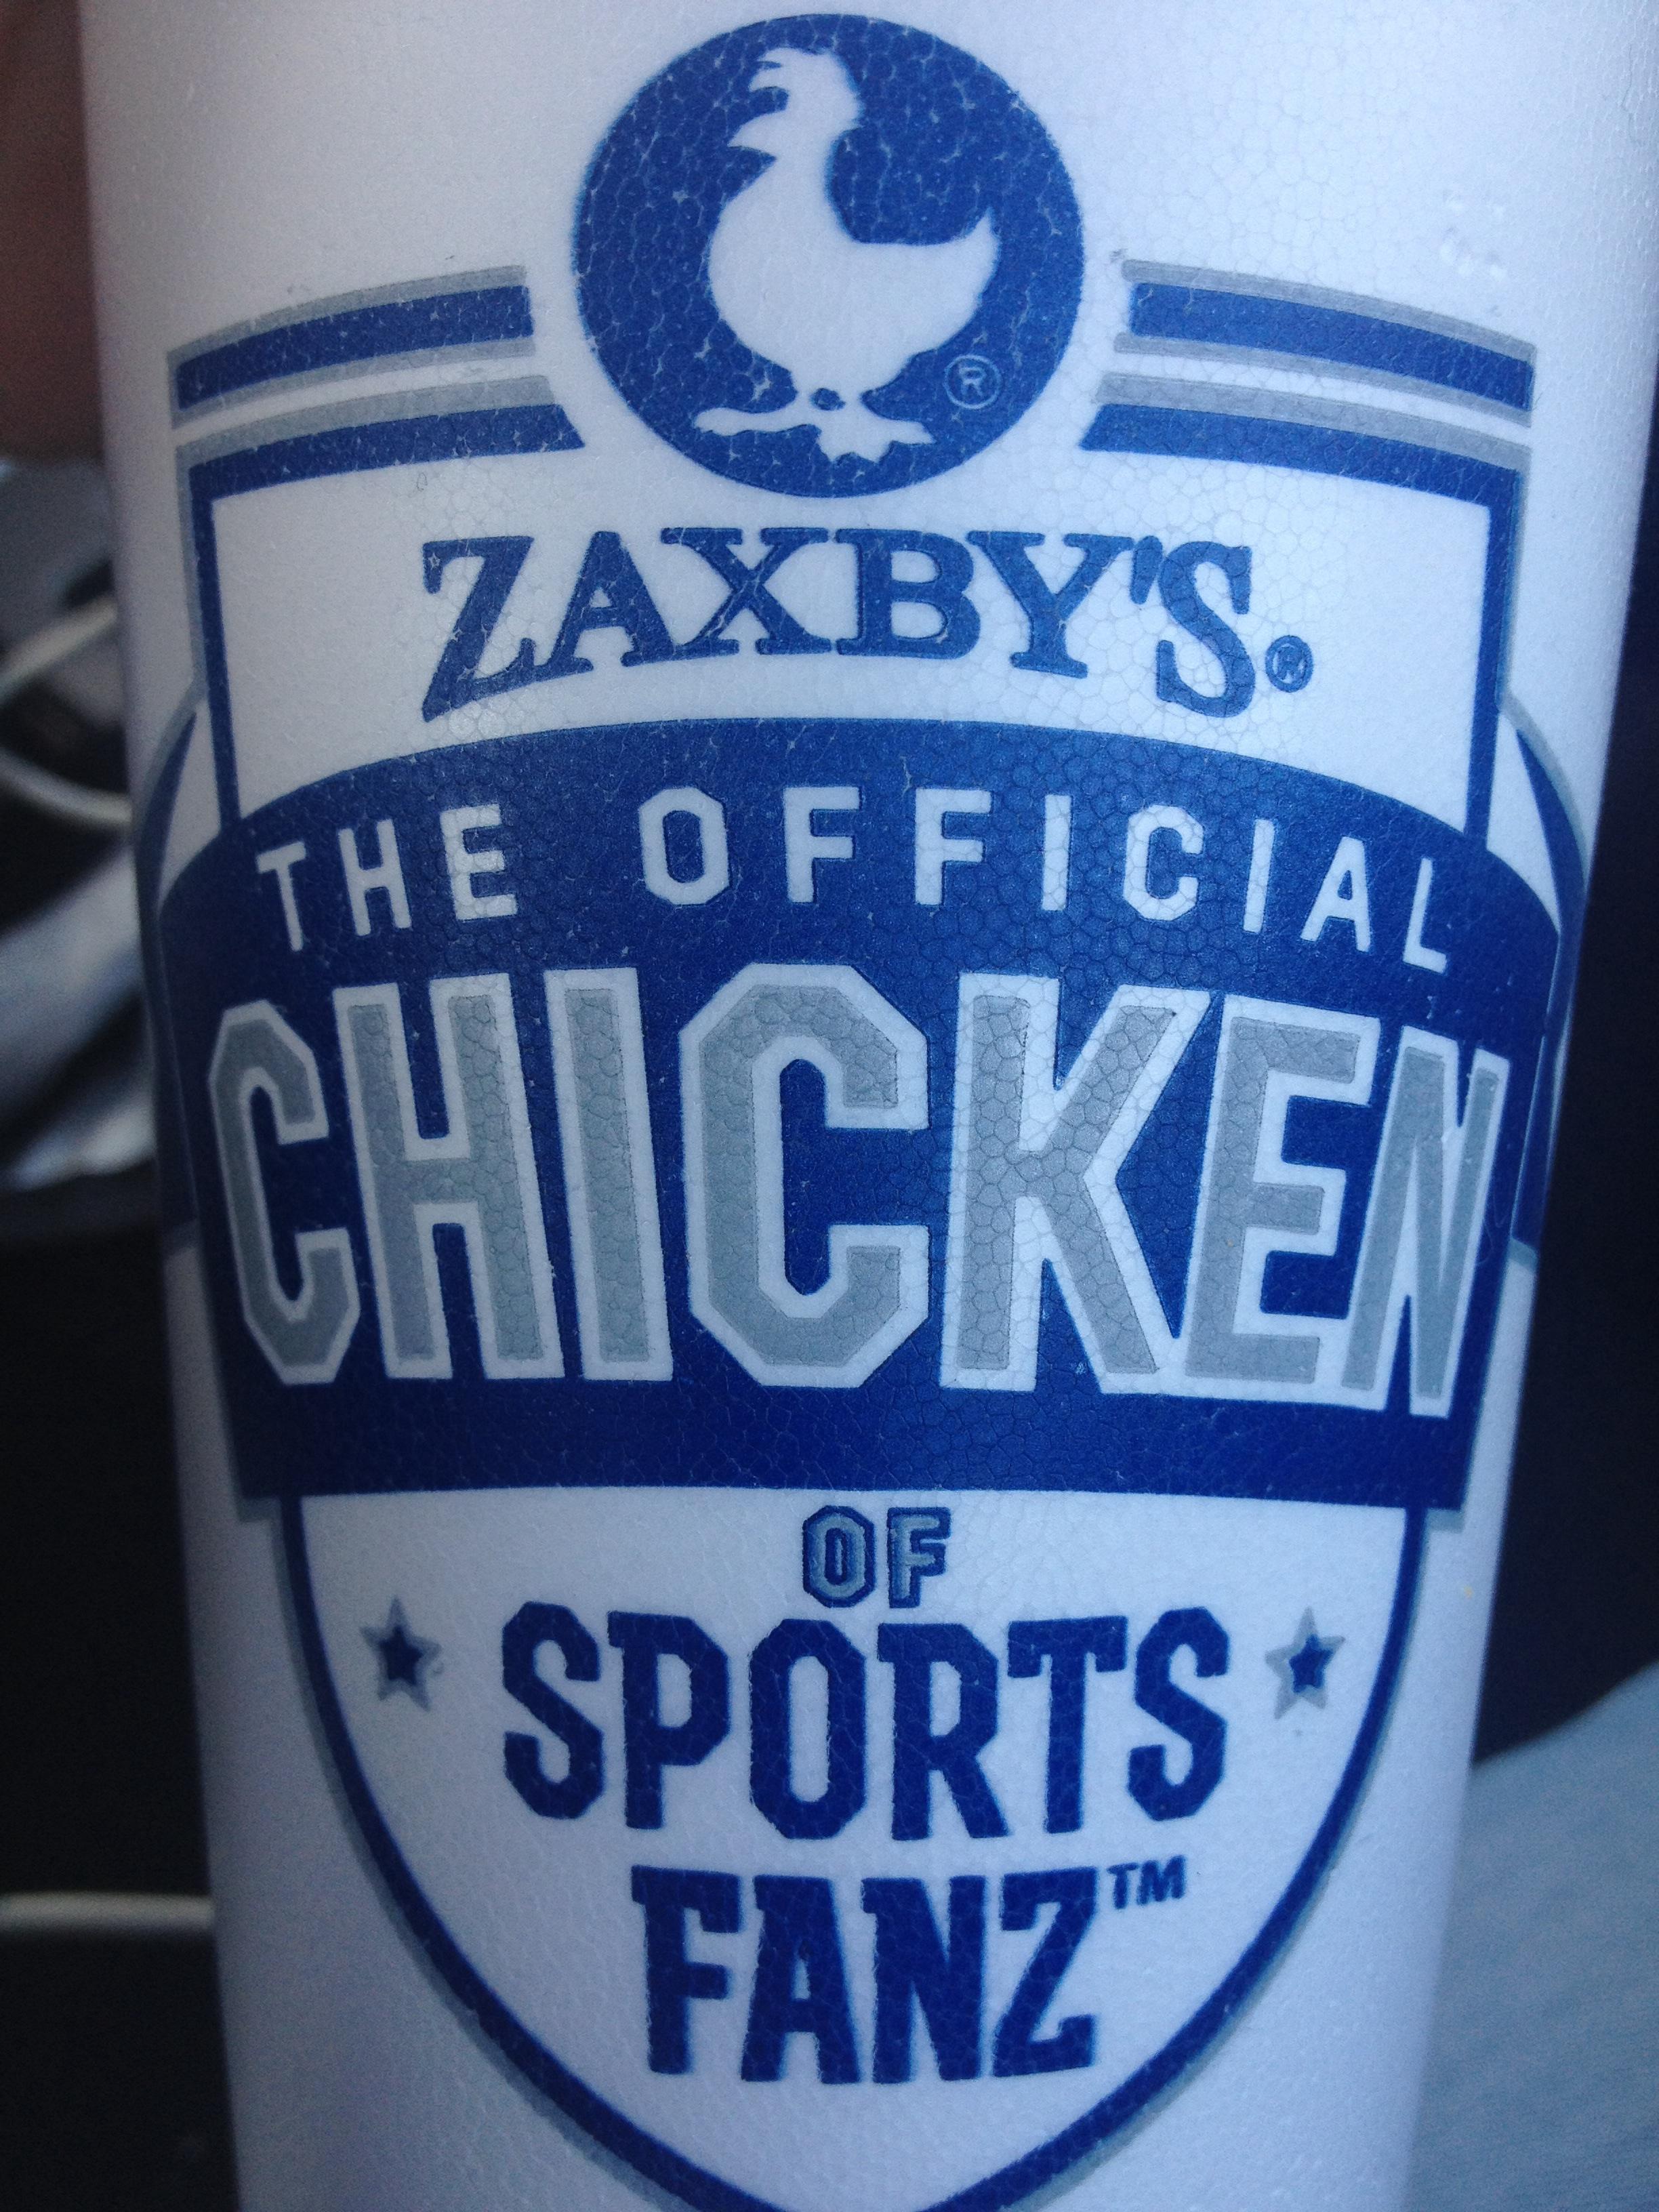 ®
ZAXBY'S®
THE OFFICIAL
CHICKEN
OF
SPORTS
FANZ™